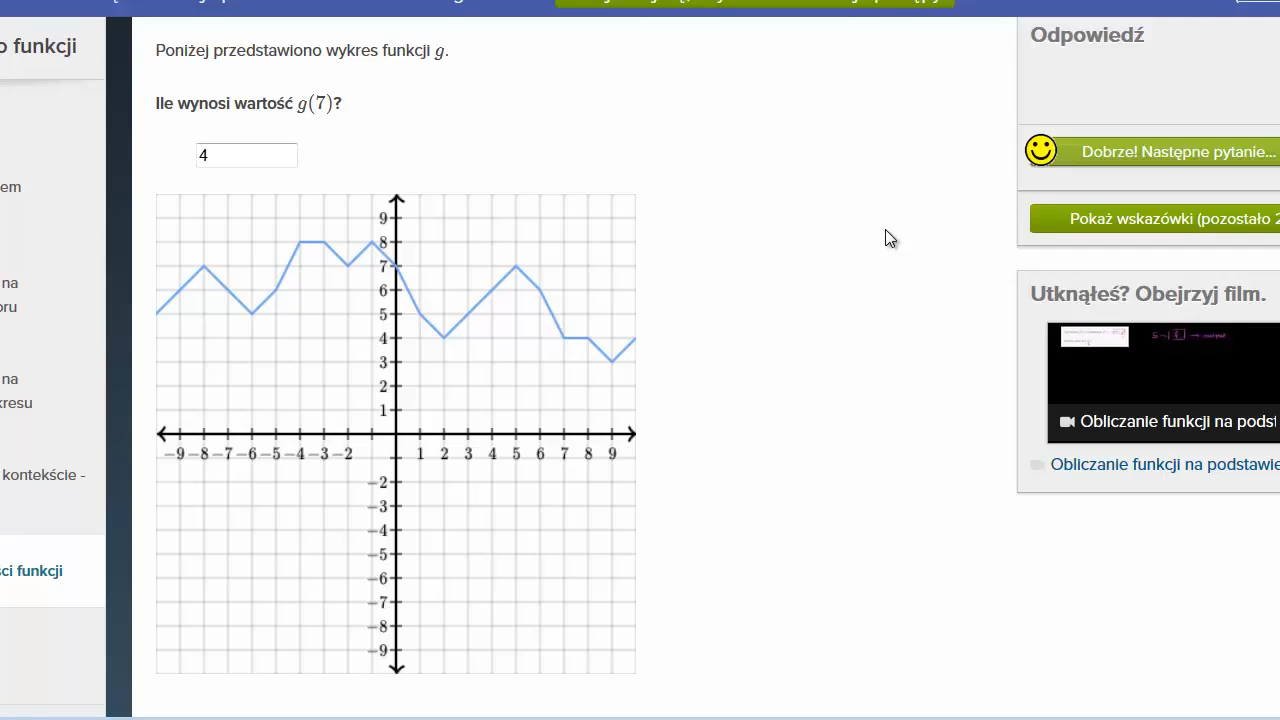 o funkcji
em
na
oru
na
kresu
kontekście -
ści funkcji
Poniżej przedstawiono wykres funkcji g.
Ile wynosi wartość g(7)?
4
9
8
7
6
5
4
3
2
1
−9 −8 −7 −6 −5 −4 −3 −2 1 2 3 4 5 6 7 8 9
−2
−3
−4
−5
−6
−7
−8
−9
Odpowiedź
Dobrze! Następne pytanie...
Pokaż wskazówki (pozostało 2
Utknąłeś? Obejrzyj film.
Obliczanie funkcji na podst
Obliczanie funkcji na podstawie